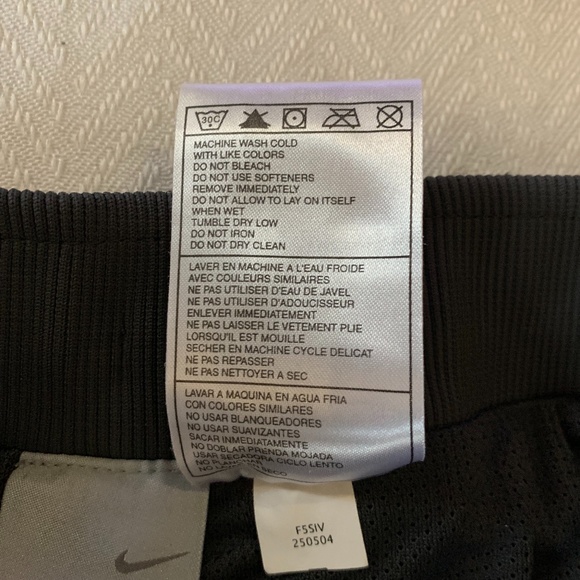 30C
MACHINE WASH COLD
WITH LIKE COLORS
DO NOT BLEACH
DO NOT USE SOFTENERS
REMOVE IMMEDIATELY
DO NOT ALLOW TO LAY ON ITSELF
WHEN WET
TUMBLE DRY LOW
DO NOT IRON
DO NOT DRY CLEAN
LAVER EN MACHINE A L'EAU FROIDE
AVEC COULEURS SIMILAIRES
NE PAS UTILISER D'EAU DE JAVEL
NE PAS UTILISER D'ADOUCISSEUR
ENLEVER IMMEDIATEMENT
NE PAS LAISSER LE VETEMENT PLIE
LORSQU'IL EST MOUILLE
SECHER EN MACHINE CYCLE DELICAT
NE PAS REPASSER
NE PAS NETTOYER A SEC
LAVAR A MAQUINA EN AGUA FRIA
CON COLORES SIMILARES
NO USAR BLANQUEADORES
NO USAR SUAVIZANTES
SACAR INMEDIATAMENTE
NO DOBLAR PRENDA MOJADA
USAR SECADORA CICLO LENTO
NO PLANCHAR
NO SECO
F5SIV
250504